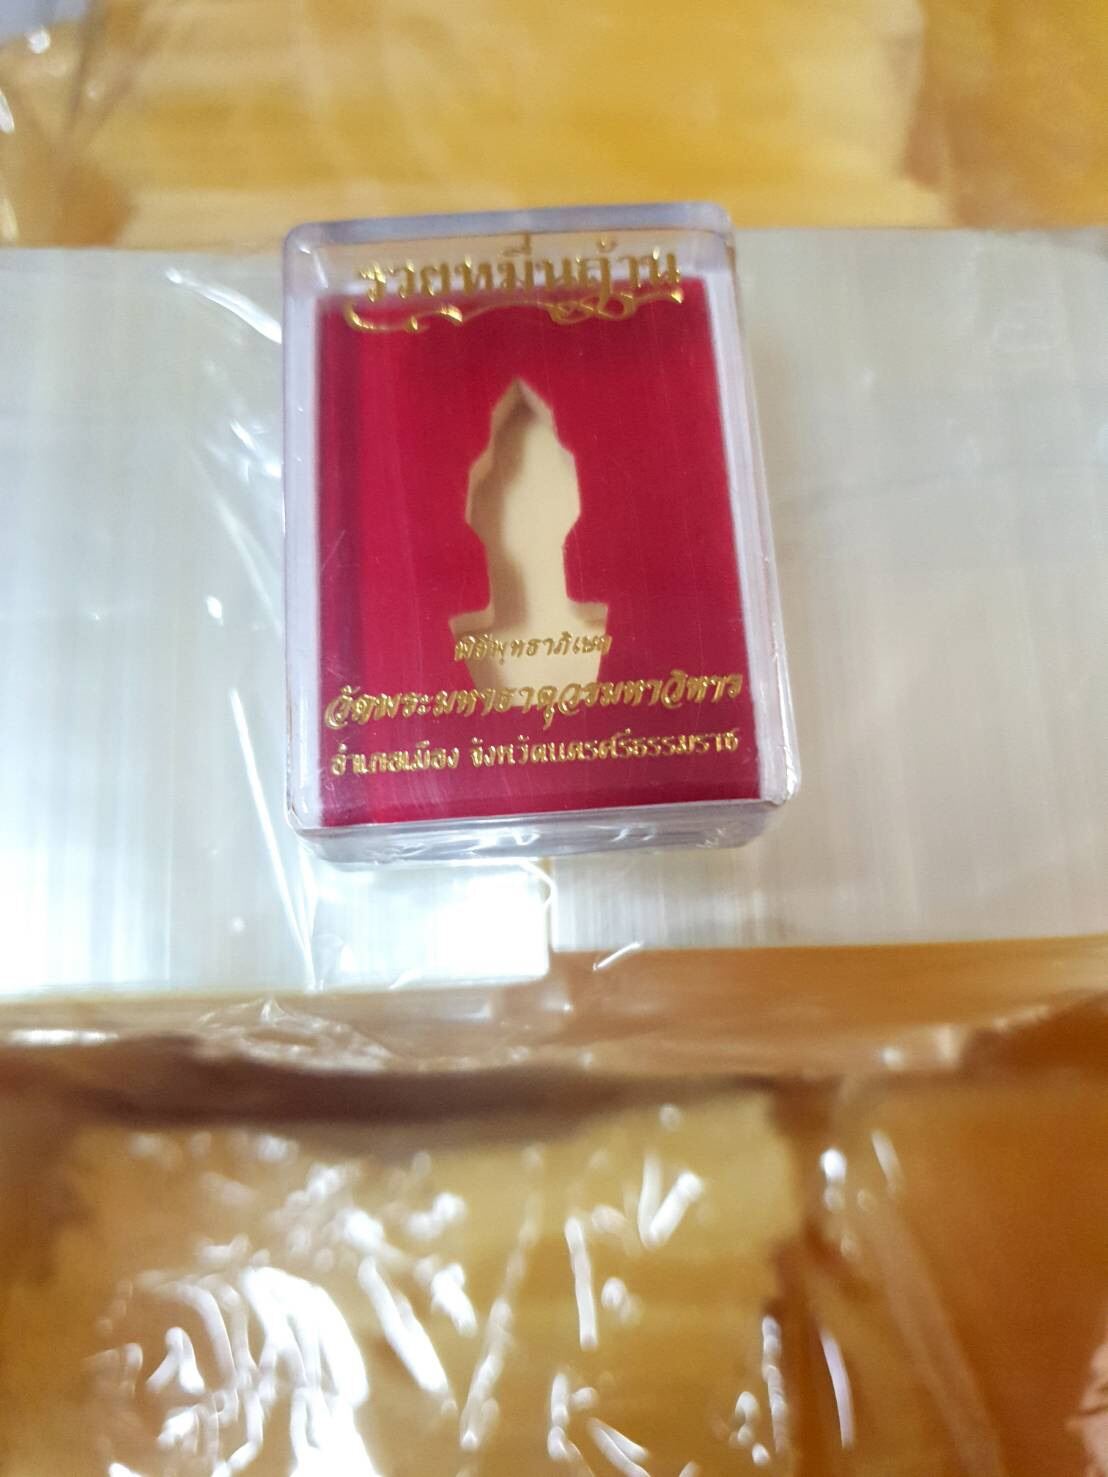 รวยหมื่นล้าน
พิธีพุทธาภิเษก
วัดพระมหาธาตุวรมหาวิหาร
อำเภอเมือง จังหวัดนครศรีธรรมราช